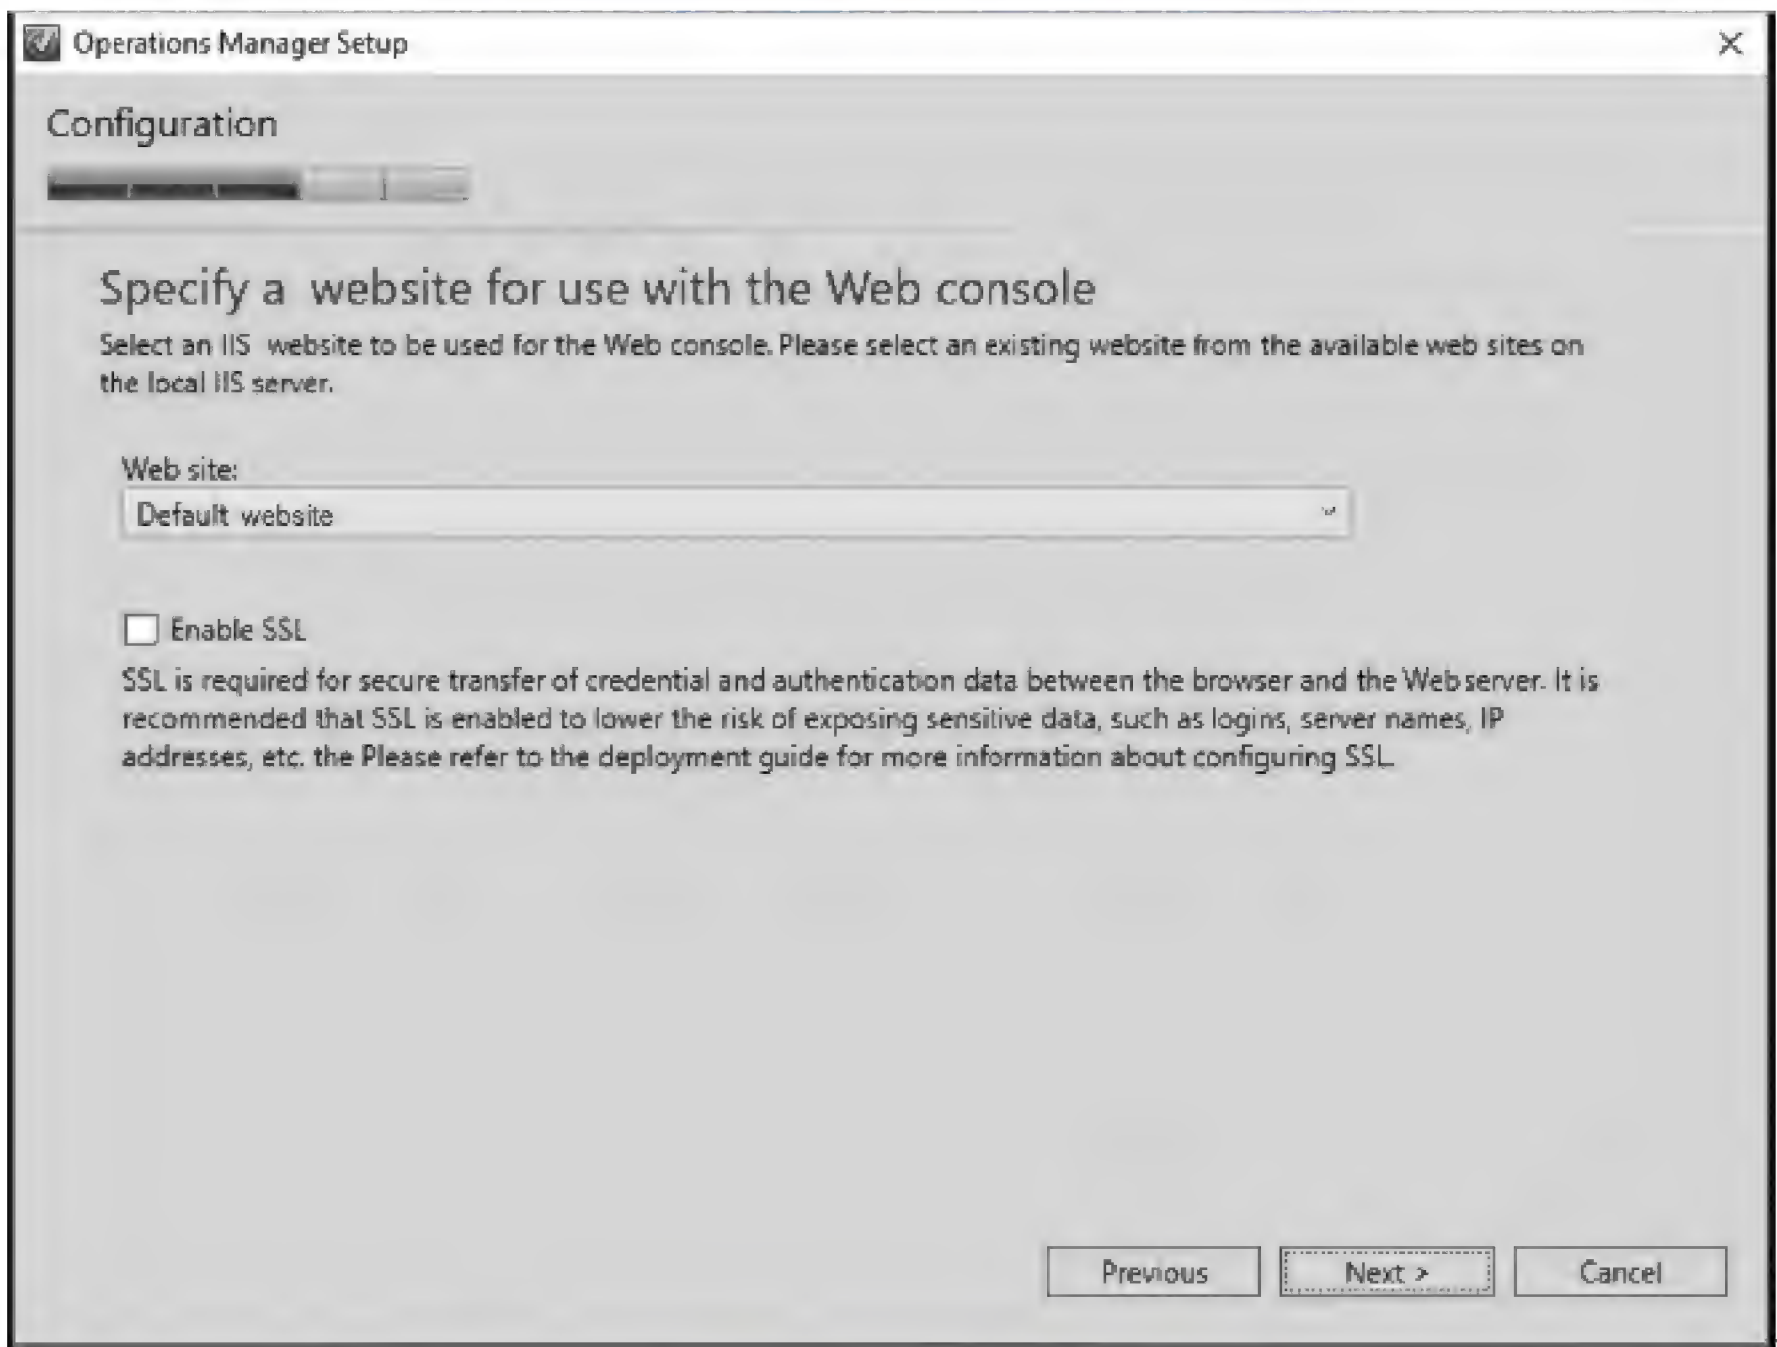 Operations Manager Setup
Configuration
Specify a website for use with the Web console
Select an IIS website to be used for the Web console. Please select an existing website from the available web sites on
the local IIS server.
Web site:
Default website
Enable SSL
SSL is required for secure transfer of credential and authentication data between the browser and the Web server. It is
recommended that SSL is enabled to lower the risk of exposing sensitive data, such as logins, server names, IP
addresses, etc. the Please refer to the deployment guide for more information about configuring SSL
Previous
Next >
Cancel